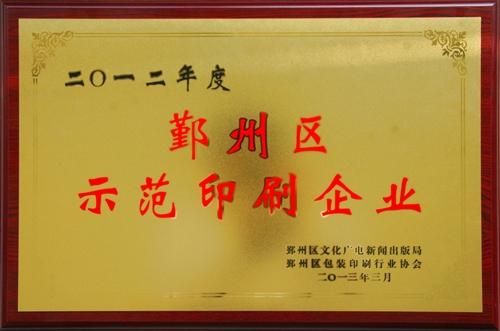 二〇一二年度
鄞州区
示范印刷企业
鄞州区文化广电新闻出版局
鄞州区包装印刷行业协会
二〇一三年三月